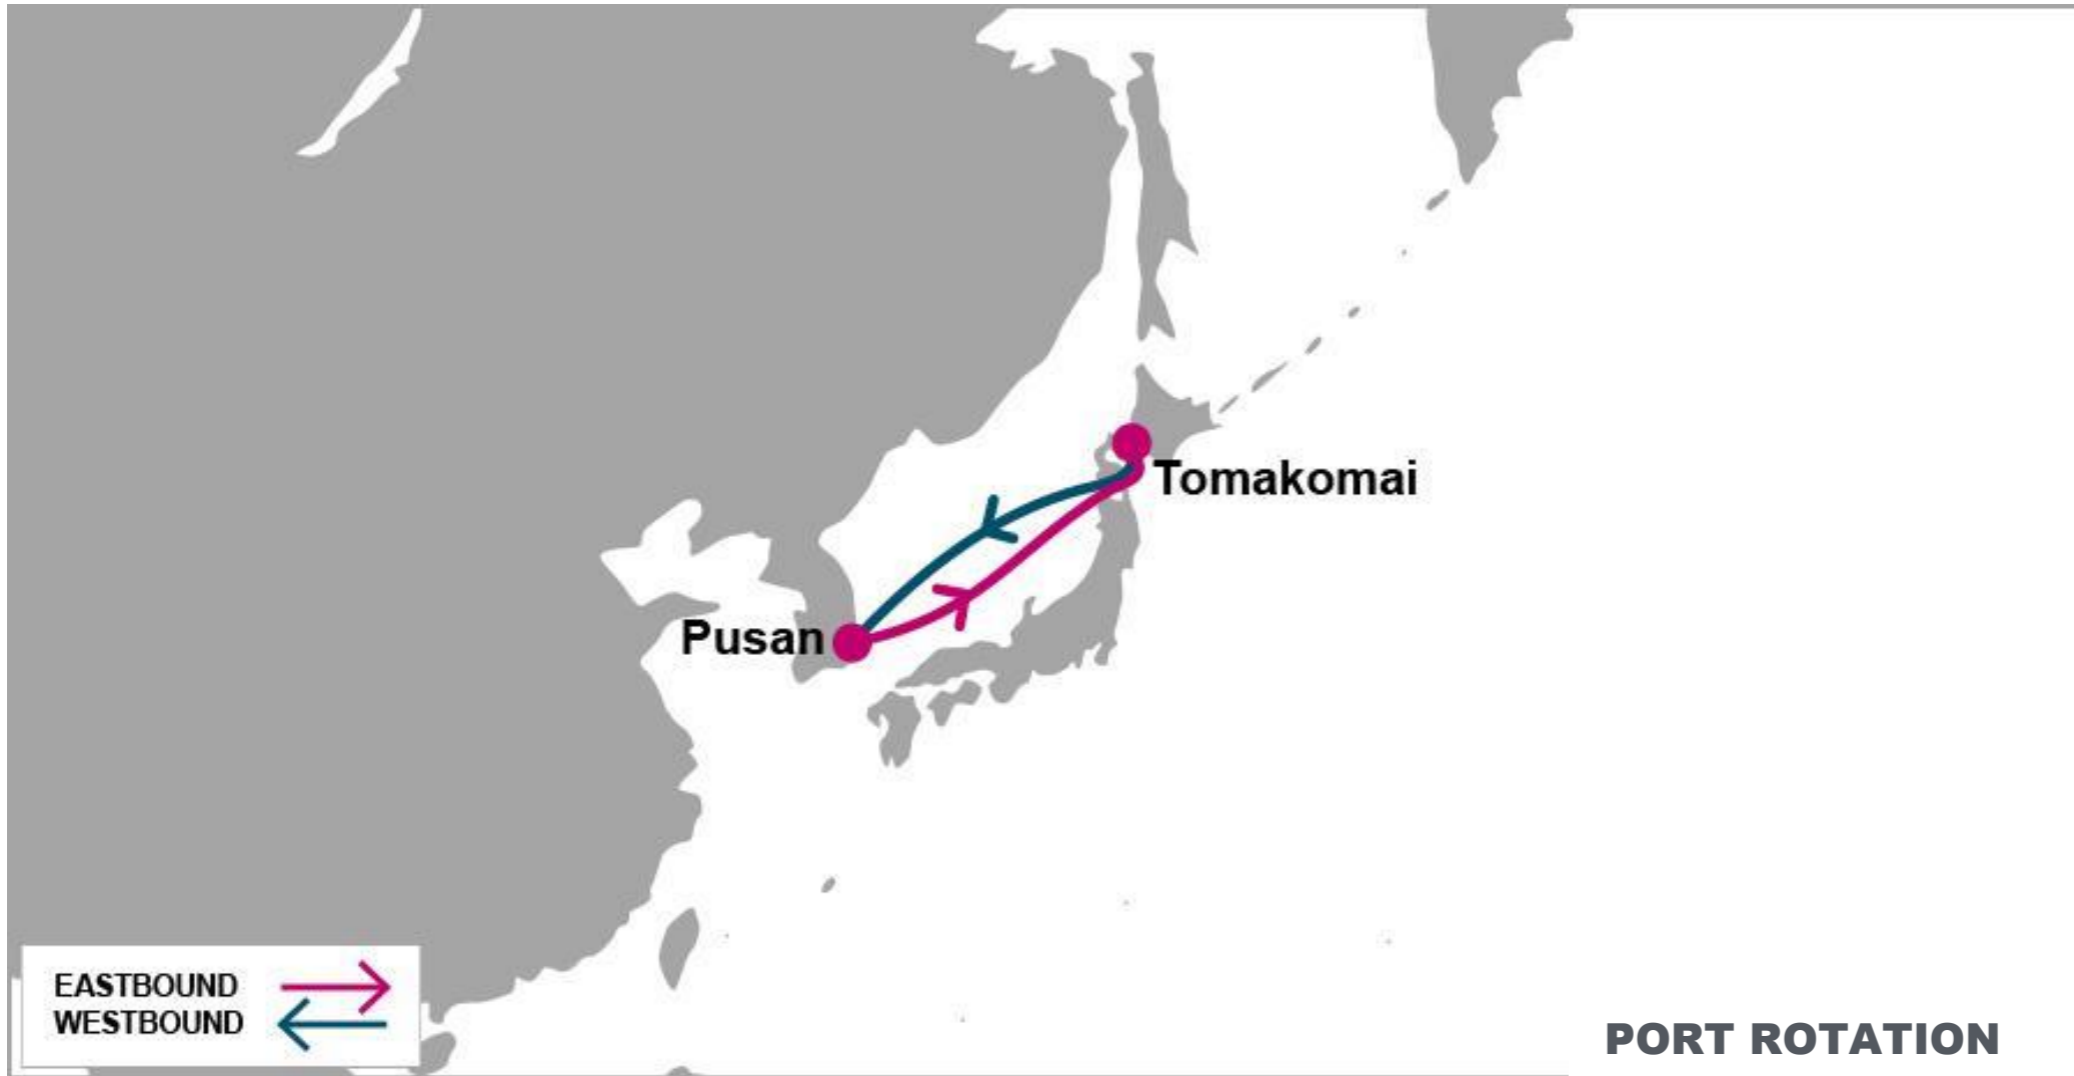 Tomakomai
Pusan
EASTBOUND
WESTBOUND
PORT ROTATION